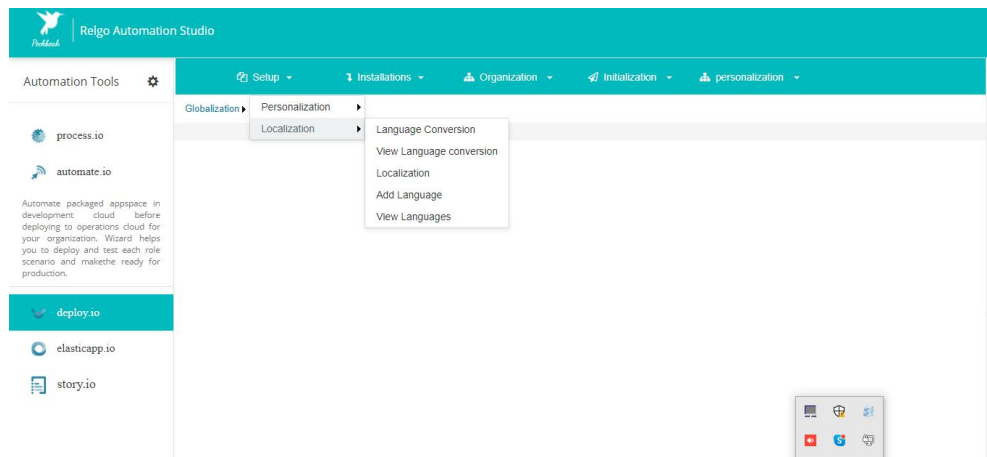 Relgo Automation Studio
Automation Tools
Setup
Installations
Organization
Initialization
personalization
Globalization
Personalization
Localization
Language Conversion
View Language conversion
Localization
Add Language
View Languages
process.io
automate.io
Automate packaged appspace in
development cloud before
deploying to operations cloud for
your organization. Wizard helps
you to deploy and test each role
scenario and makethe ready for
production.
deploy.io
elasticapp.io
story.io